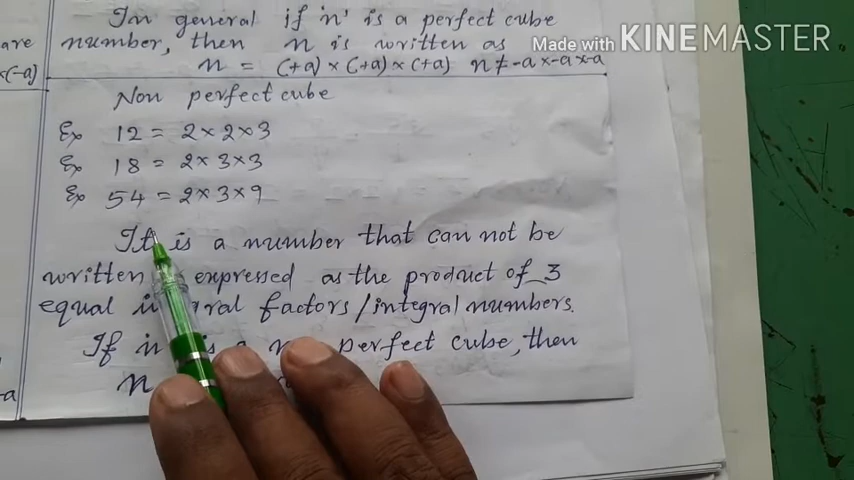 In general if 'n' is a perfect cube
number, then n is written as
n = (+a) × (+a) × (+a) n ≠ -a × -a × -a
are
×(-a)
Made with KINEMASTER
Non perfect cube
Ex 12 = 2 × 2 × 3
Ex 18 = 2 × 3 × 3
Ex 54 = 2 × 3 × 9
It is a number that can not be
written expressed as the product of 3
equal factors / integral numbers.
If is a perfect cube, then
n
-a